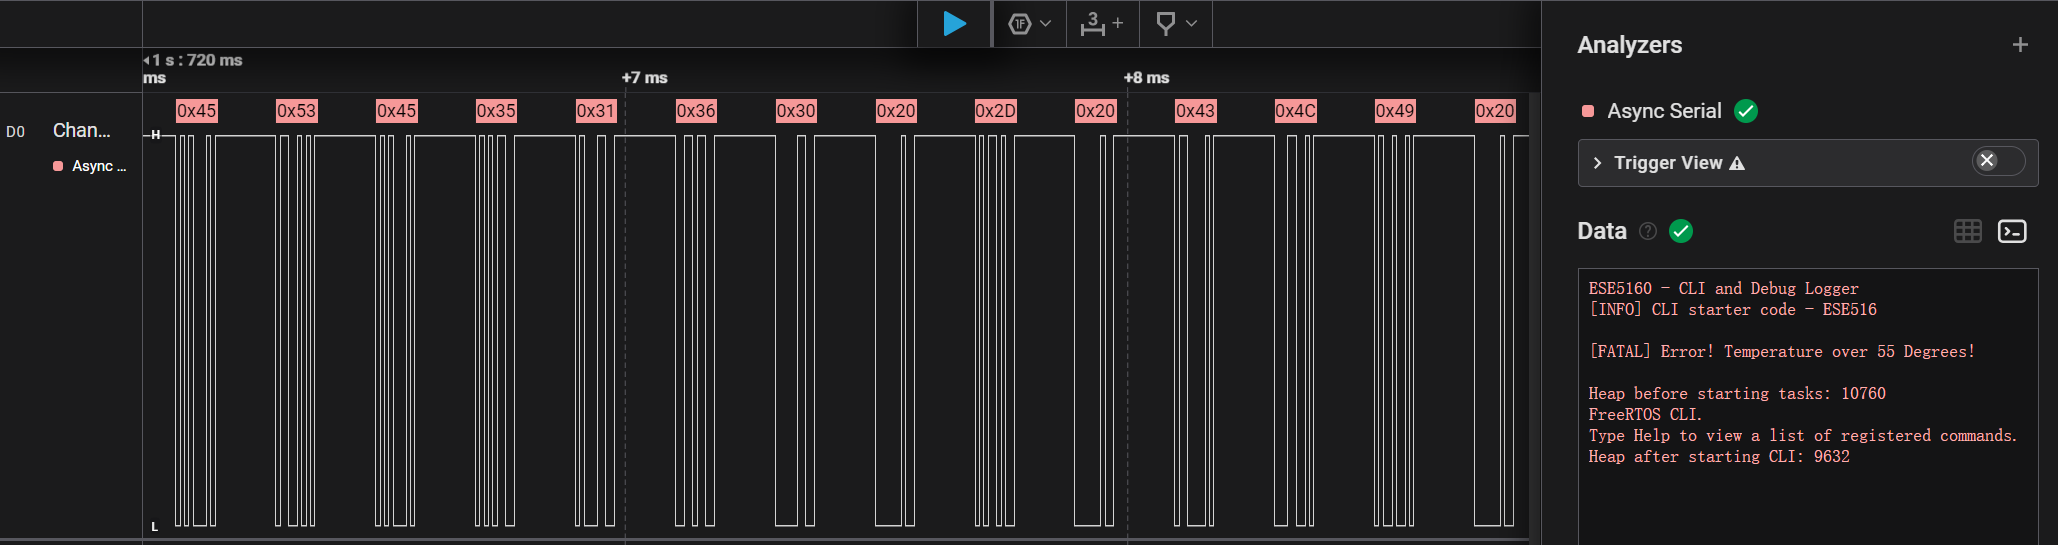 3
1 s : 720 ms
ms
+7 ms
+8 ms
D0
Chan...
Async ...
H
L
0x45 0x53 0x45 0x35 0x31 0x36 0x30 0x20 0x2D 0x20 0x43 0x4C 0x49 0x20
Analyzers
Async Serial
Trigger View
Data
ESE5160 - CLI and Debug Logger
[INFO] CLI starter code - ESE516
[FATAL] Error! Temperature over 55 Degrees!
Heap before starting tasks: 10760
FreeRTOS CLI.
Type Help to view a list of registered commands.
Heap after starting CLI: 9632